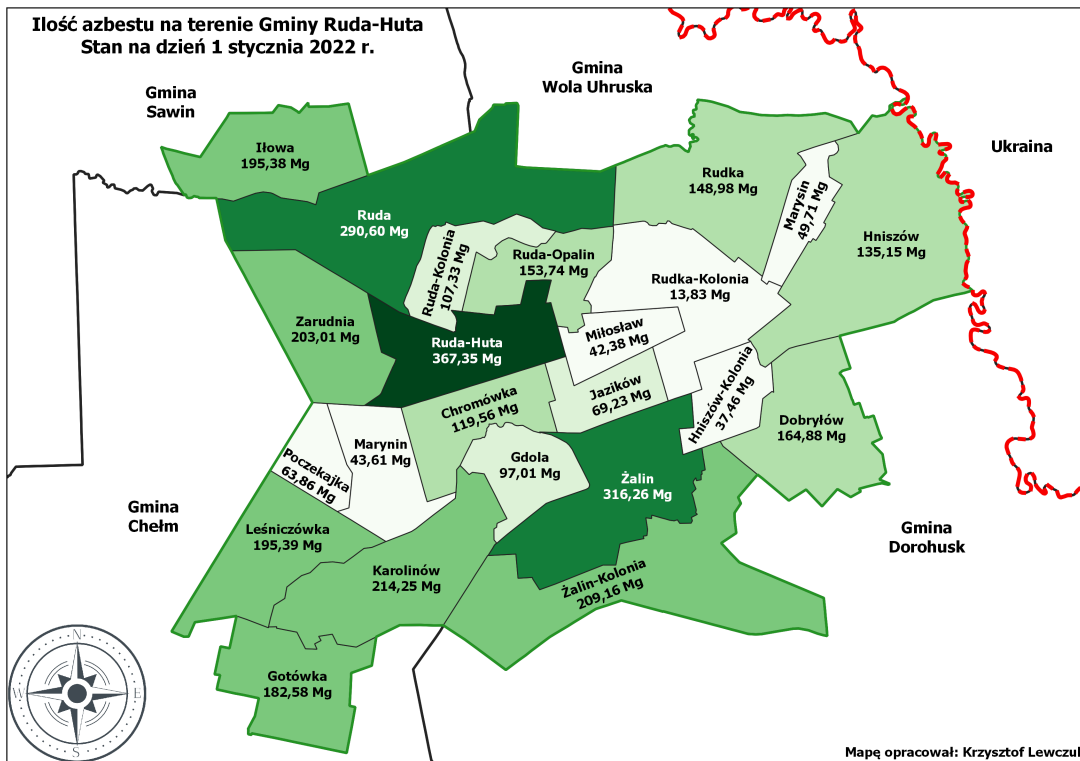 Ilość azbestu na terenie Gminy Ruda-Huta
Stan na dzień 1 stycznia 2022 r.
Gmina
Sawin
Gmina
Wola Uhruska
Ukraina
Iłowa
195,38 Mg
Ruda
290,60 Mg
Rudka
148,98 Mg
Marysin
49,71 Mg
Hniszów
135,15 Mg
Ruda-Kolonia
107,33 Mg
Ruda-Opalin
153,74 Mg
Rudka-Kolonia
13,83 Mg
Zarudnia
203,01 Mg
Ruda-Huta
367,35 Mg
Miłosław
42,38 Mg
Chromówka
119,56 Mg
Jazików
69,23 Mg
Hniszów-Kolonia
37,46 Mg
Dobryłów
164,88 Mg
Poczekajka
63,86 Mg
Marynin
43,61 Mg
Gdola
97,01 Mg
Żalin
316,26 Mg
Gmina
Chełm
Leśniczówka
195,39 Mg
Karolinów
214,25 Mg
Żalin-Kolonia
209,16 Mg
Gmina
Dorohusk
Gotówka
182,58 Mg
N
W
E
S
Mapę opracował: Krzysztof Lewczuk